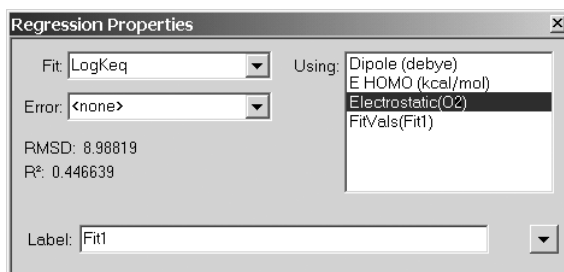 Regression Properties
Fit: LogKeq
Using: Dipole (debye)
E HOMO (kcal/mol)
Electrostatic(O2)
FitVals(Fit1)
Error: <none>
RMSD: 8.98819
R²: 0.446639
Label: Fit1